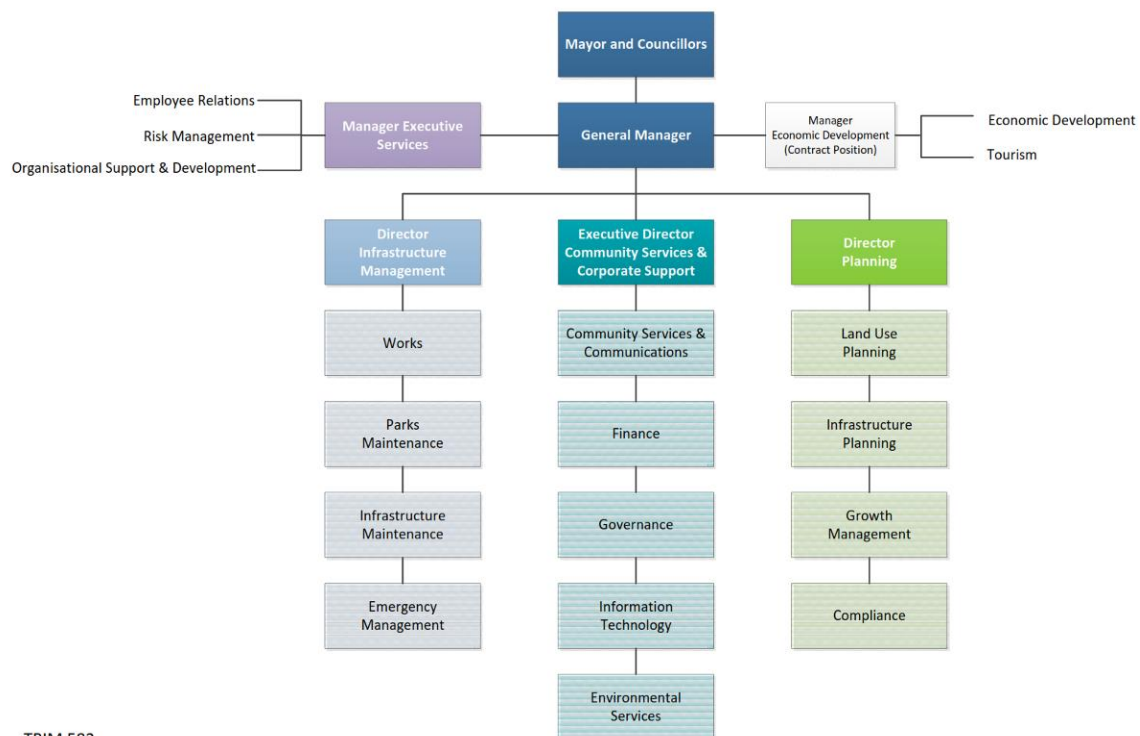 Mayor and Councillors
Employee Relations
Risk Management
Organisational Support & Development
Manager Executive
Services
General Manager
Manager
Economic Development
(Contract Position)
Economic Development
Tourism
Director
Infrastructure
Management
Executive Director
Community Services &
Corporate Support
Director
Planning
Works
Community Services &
Communications
Land Use
Planning
Parks
Maintenance
Finance
Infrastructure
Planning
Infrastructure
Maintenance
Governance
Growth
Management
Emergency
Management
Information
Technology
Compliance
Environmental
Services